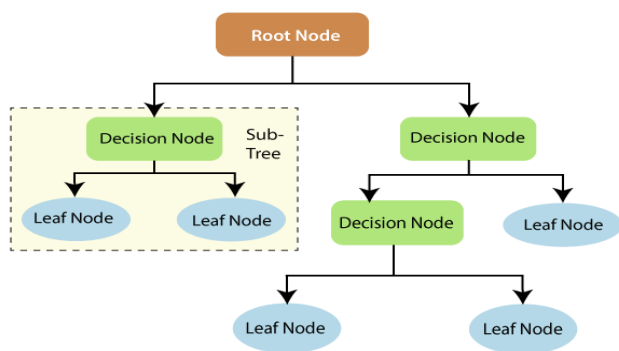 Root Node
Decision Node
Sub-
Tree
Decision Node
Leaf Node
Leaf Node
Decision Node
Leaf Node
Leaf Node
Leaf Node